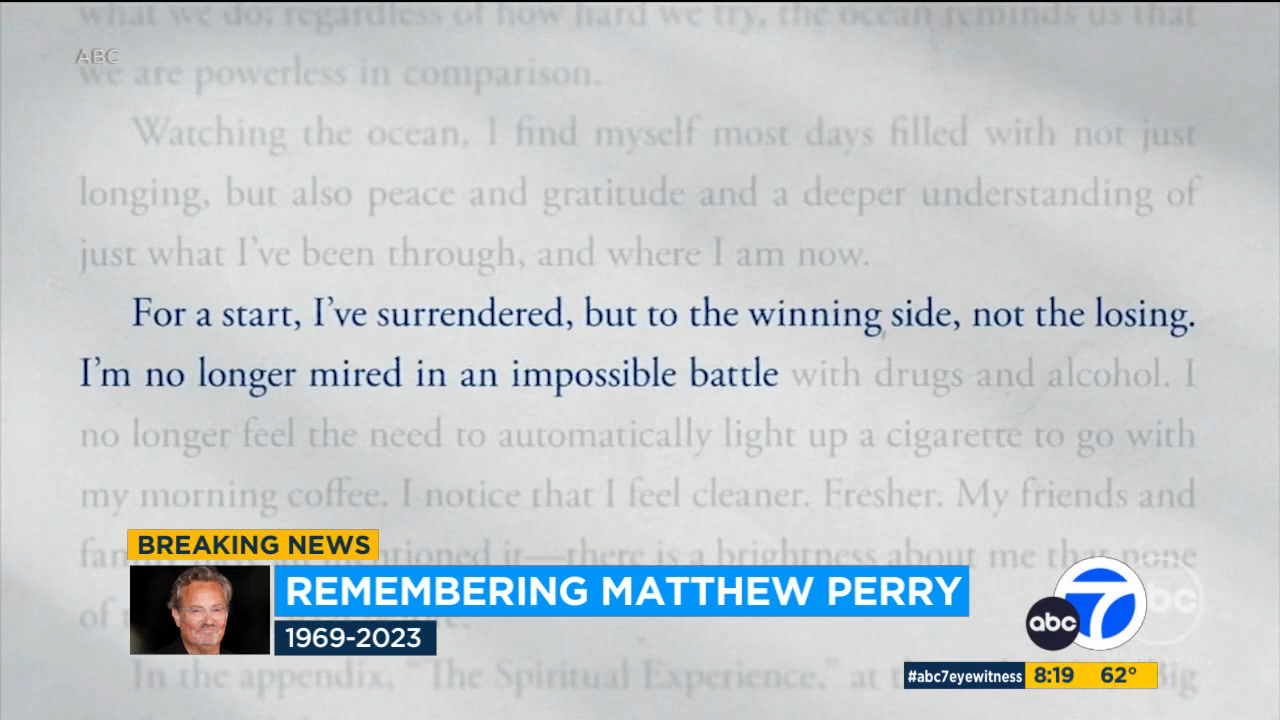 what we do, regardless of how hard we try, the ocean reminds us that
ABC
we are powerless in comparison.
Watching the ocean, I find myself most days filled with not just
longing, but also peace and gratitude and a deeper understanding of
just what I've been through, and where I am now.
For a start, I've surrendered, but to the winning side, not the losing.
I'm no longer mired in an impossible battle with drugs and alcohol. I
no longer feel the need to automatically light up a cigarette to go with
my morning coffee. I notice that I feel cleaner. Fresher. My friends and
it—there is a brightness about me that none
of
In the appendix, "The Spiritual Experience," at Big
BREAKING NEWS
REMEMBERING MATTHEW PERRY
1969-2023
abc 7
abc
#abc7eyewitness 8:19 62°